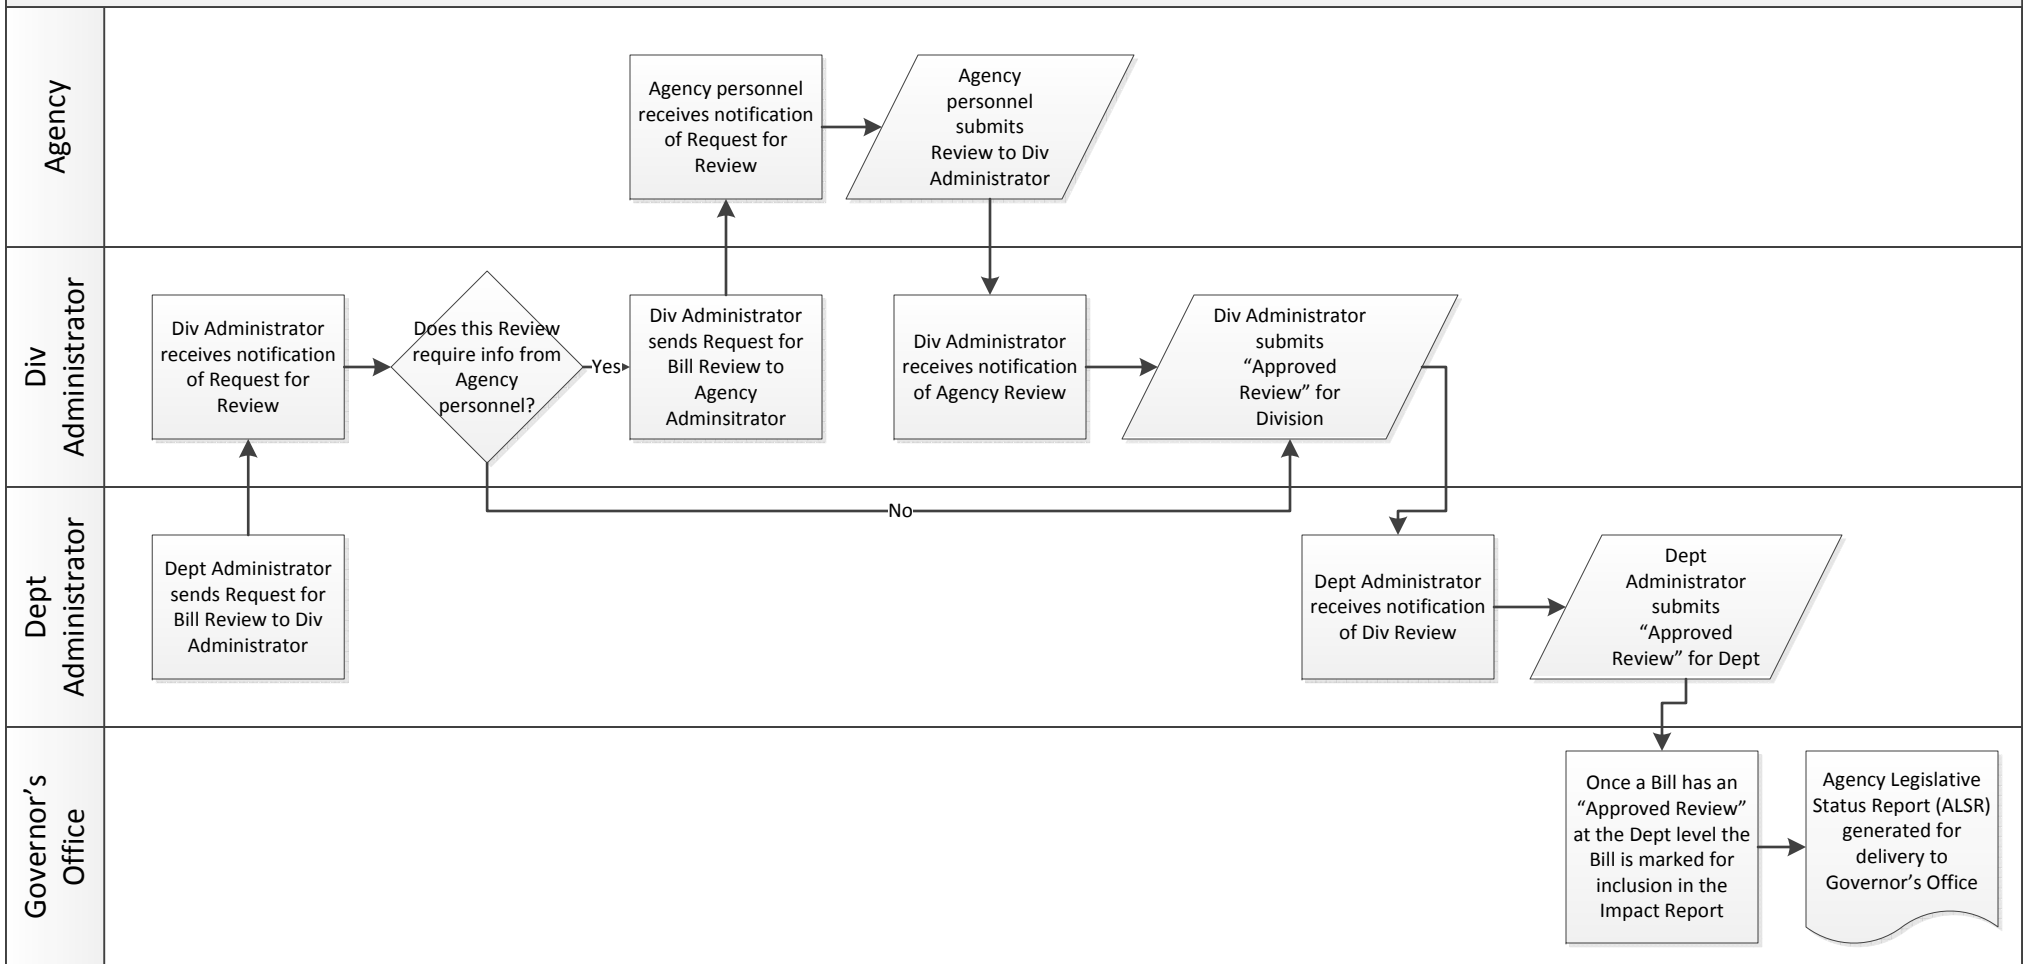 Agency
Agency personnel
receives notification
of Request for
Review
Agency
personnel
submits
Review to Div
Administrator
Div
Administrator
Div Administrator
receives notification
of Request for
Review
Does this Review
require info from
Agency
personnel?
Yes
Div Administrator
sends Request for
Bill Review to
Agency
Adminsitrator
Div Administrator
receives notification
of Agency Review
Div Administrator
submits
“Approved
Review” for
Division
No
Dept
Administrator
Dept Administrator
sends Request for
Bill Review to Div
Administrator
Dept Administrator
receives notification
of Div Review
Dept
Administrator
submits
“Approved
Review” for Dept
Governor’s
Office
Once a Bill has an
“Approved Review”
at the Dept level the
Bill is marked for
inclusion in the
Impact Report
Agency Legislative
Status Report (ALSR)
generated for
delivery to
Governor’s Office